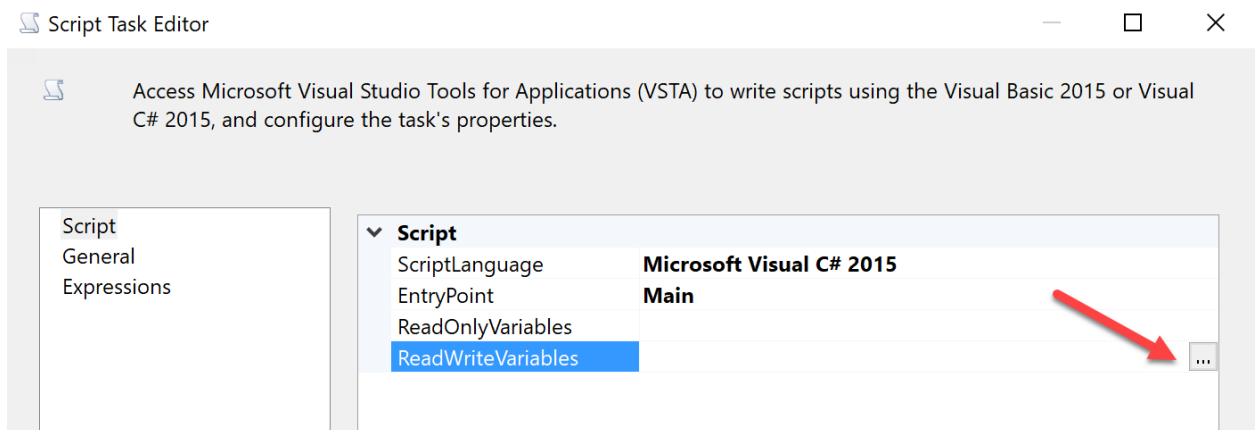 Script Task Editor
Access Microsoft Visual Studio Tools for Applications (VSTA) to write scripts using the Visual Basic 2015 or Visual
C# 2015, and configure the task's properties.
Script
General
Expressions
Script
ScriptLanguage Microsoft Visual C# 2015
EntryPoint Main
ReadOnlyVariables
ReadWriteVariables ...